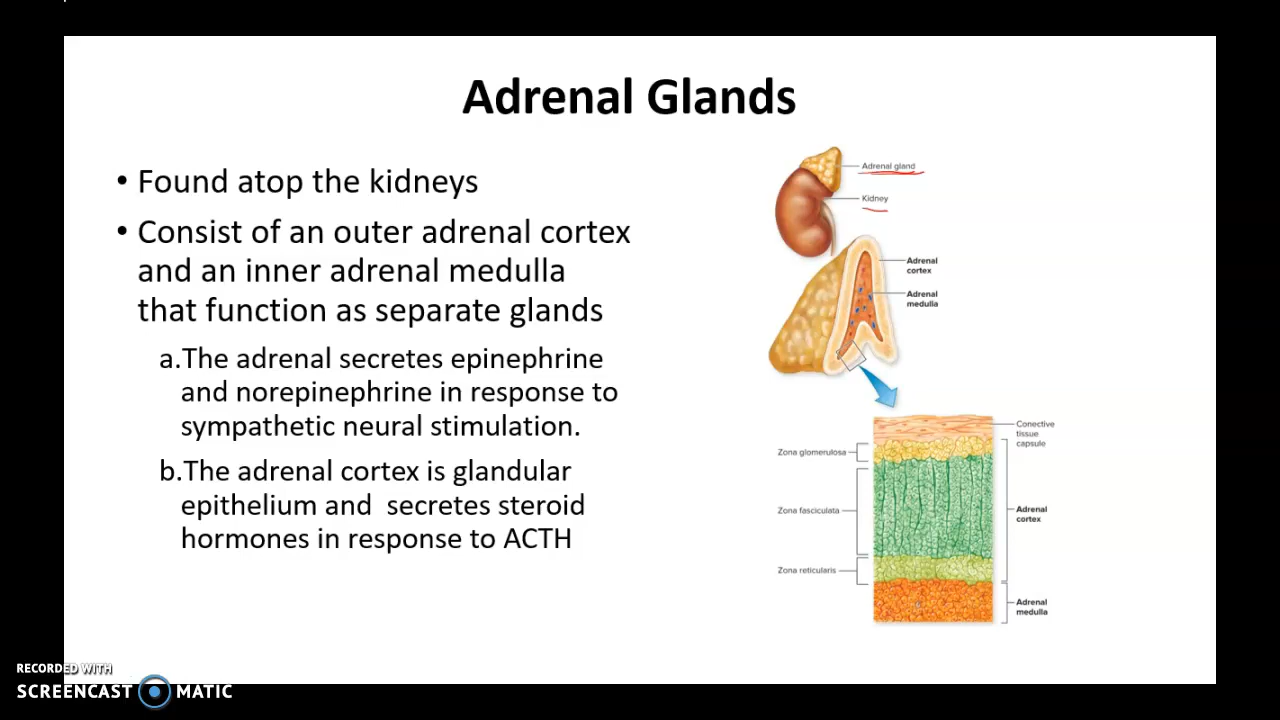 Adrenal Glands
• Found atop the kidneys
• Consist of an outer adrenal cortex
and an inner adrenal medulla
that function as separate glands
a.The adrenal secretes epinephrine
and norepinephrine in response to
sympathetic neural stimulation.
b.The adrenal cortex is glandular
epithelium and  secretes steroid
hormones in response to ACTH
Adrenal gland
Kidney
Adrenal
cortex
Adrenal
medulla
Conective
tissue
capsule
Zona glomerulosa
Zona fasciculata
Adrenal
cortex
Zona reticularis
Adrenal
medulla
RECORDED WITH
SCREENCAST MATIC